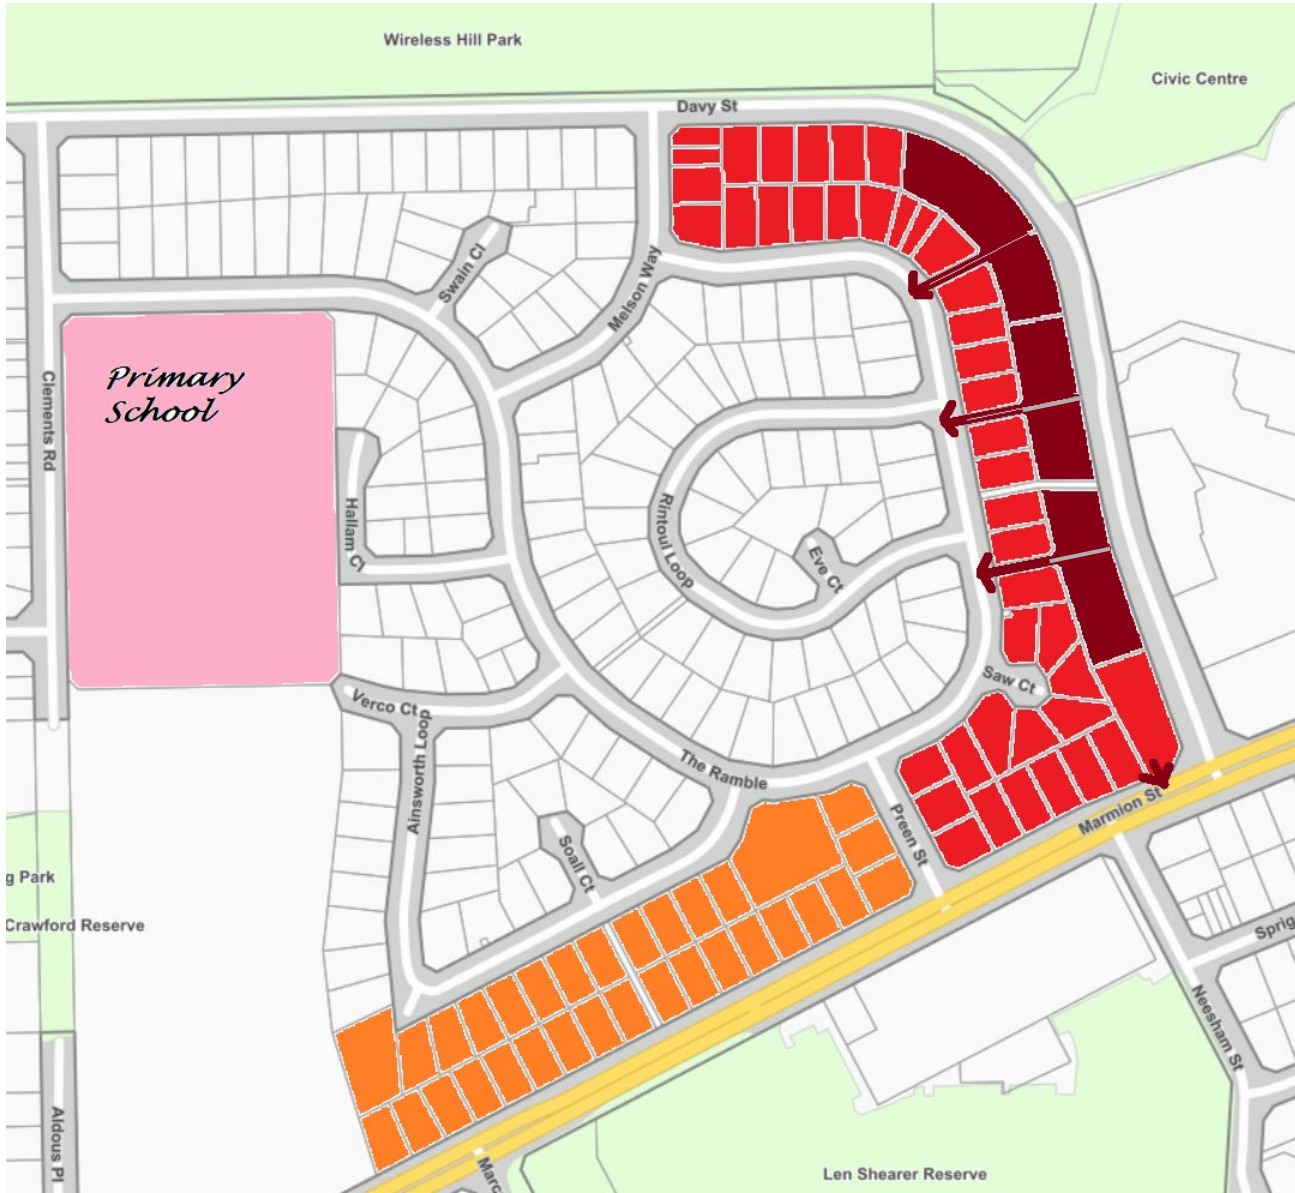 Wireless Hill Park
Civic Centre
Davy St
Swain Cl
Melson Way
Primary
School
Clements Rd
Hallam Cl
Rintoul Loop
Eve Ct
Saw Ct
Verco Ct
Ainsworth Loop
The Ramble
Preen St
Marmion St
Soall Ct
g Park
Crawford Reserve
Sprig
Neesham St
Aldous Pl
Marc
Len Shearer Reserve